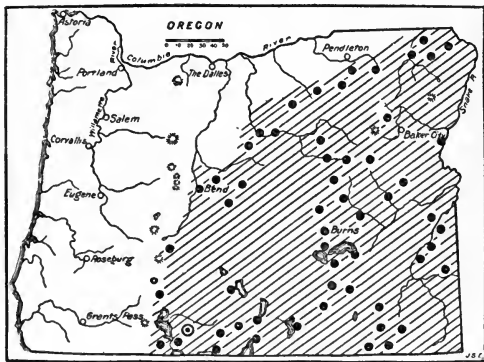 OREGON
0 10 20 30 40 50
Astoria
Columbia
River
River
Pendleton
Portland
The Dalles
Snake R.
Willamette
Salem
Baker City
Corvallis
Eugene
Bend
Burns
Roseburg
Grants Pass